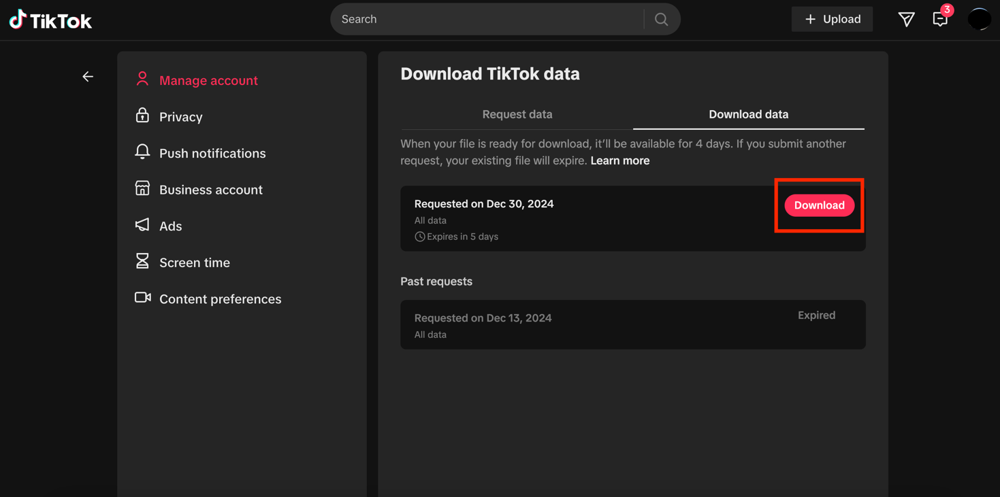 TikTok
Search
+ Upload
3
Manage account
Privacy
Push notifications
Business account
Ads
Screen time
Content preferences
Download TikTok data
Request data
Download data
When your file is ready for download, it’ll be available for 4 days. If you submit another
request, your existing file will expire. Learn more
Requested on Dec 30, 2024
Download
All data
Expires in 5 days
Past requests
Requested on Dec 13, 2024
Expired
All data